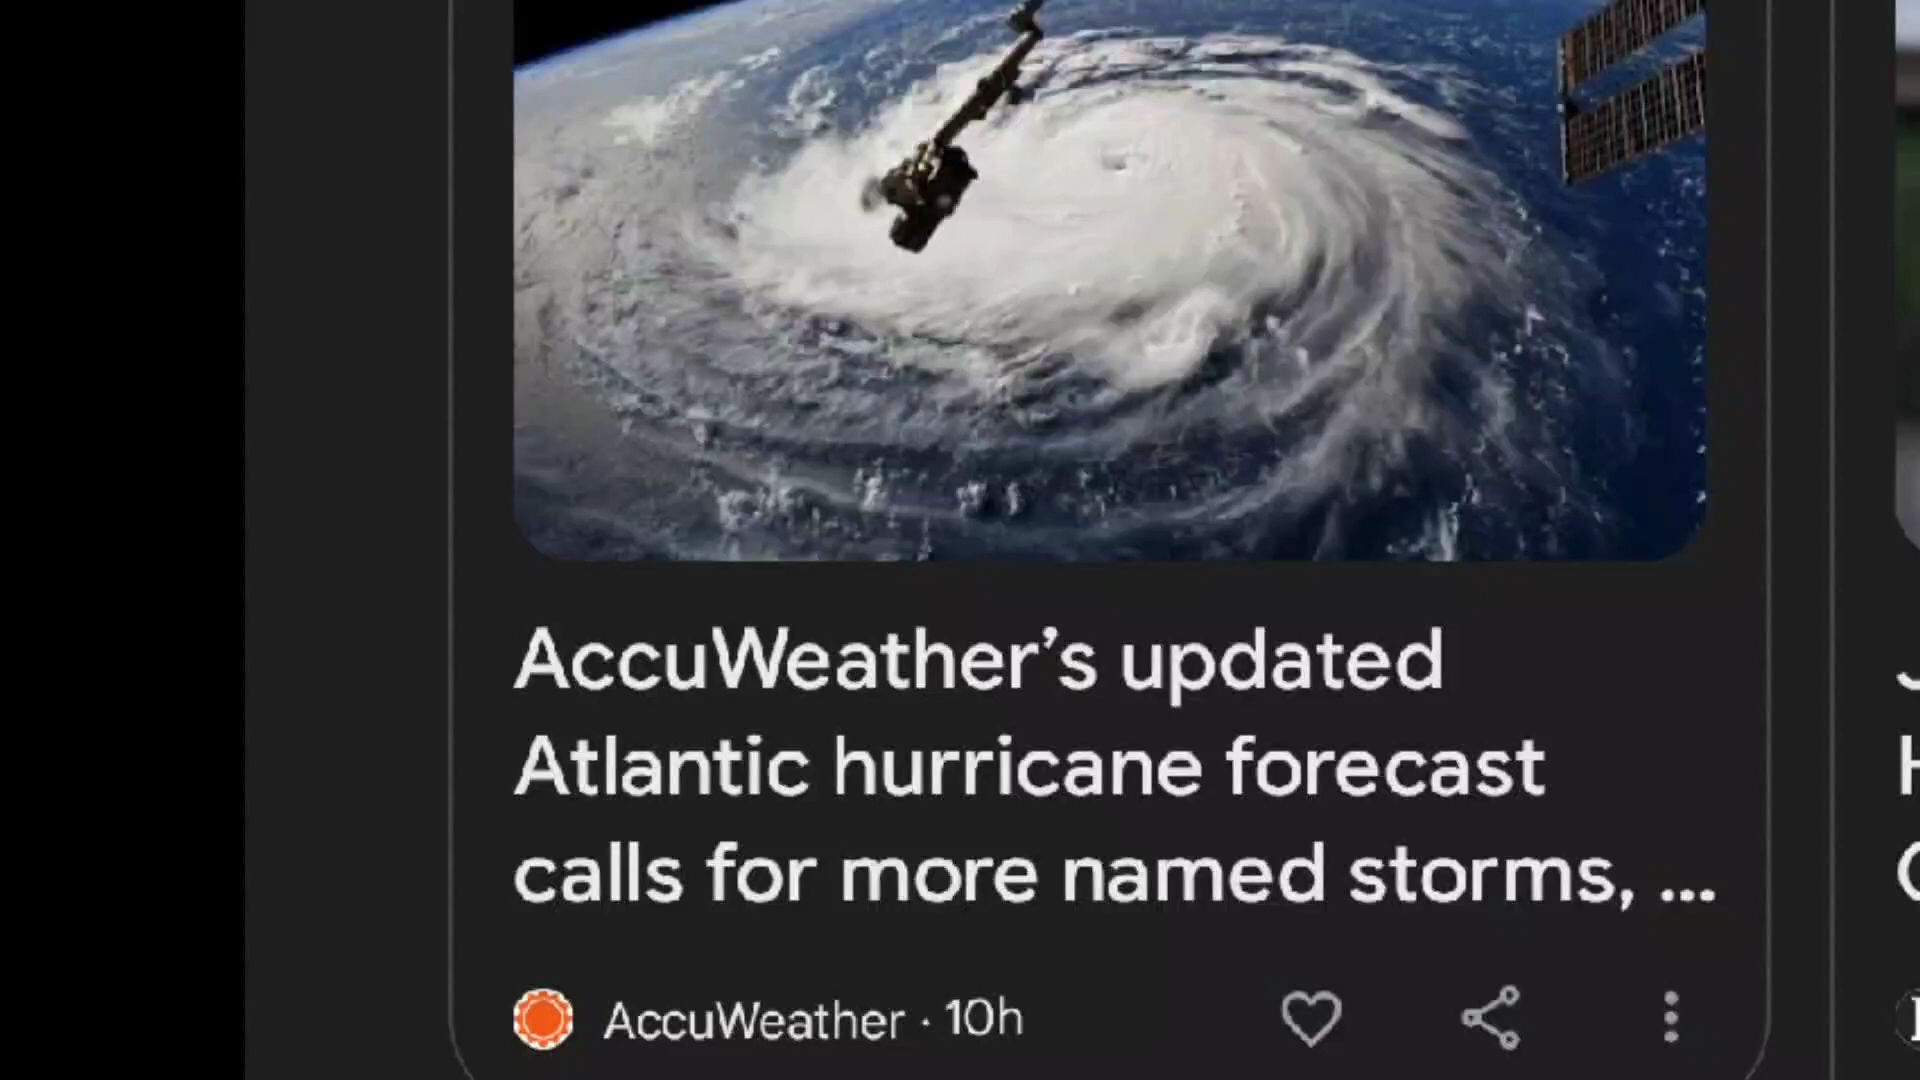 AccuWeather’s updated
Atlantic hurricane forecast
calls for more named storms, ...
AccuWeather · 10h